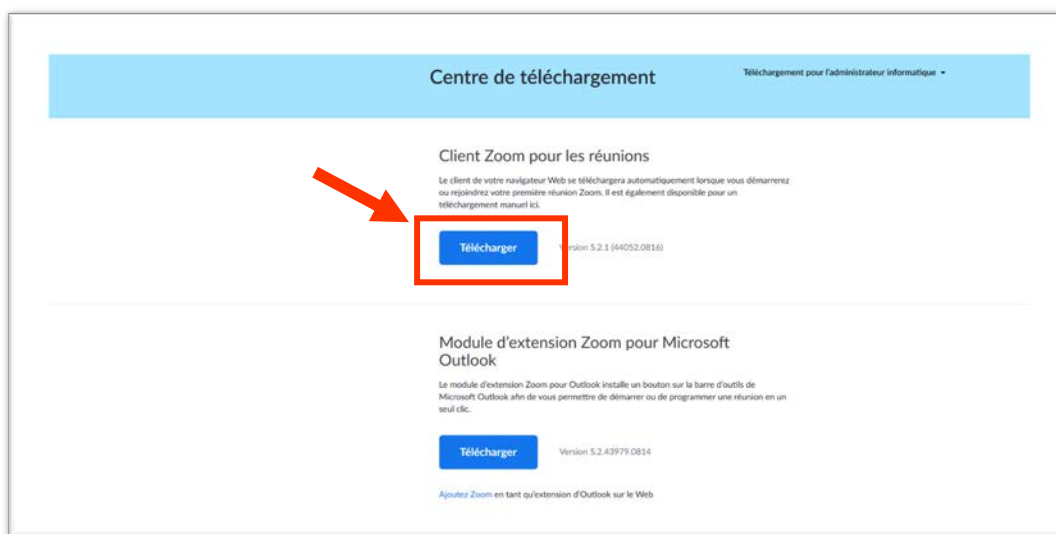 Centre de téléchargement
Téléchargement pour l'administrateur informatique
Client Zoom pour les réunions
Le client de votre navigateur Web se téléchargera automatiquement lorsque vous démarrerez
ou rejoindrez votre première réunion Zoom. Il est également disponible pour un
téléchargement manuel ici.
Télécharger
Version 5.2.1 (44052.0816)
Module d'extension Zoom pour Microsoft
Outlook
Le module d'extension Zoom pour Outlook installe un bouton sur la barre d'outils de
Microsoft Outlook afin de vous permettre de démarrer ou de programmer une réunion en un
seul clic.
Télécharger
Version 5.2.43979.0814
Ajoutez Zoom en tant qu'extension d'Outlook sur le Web